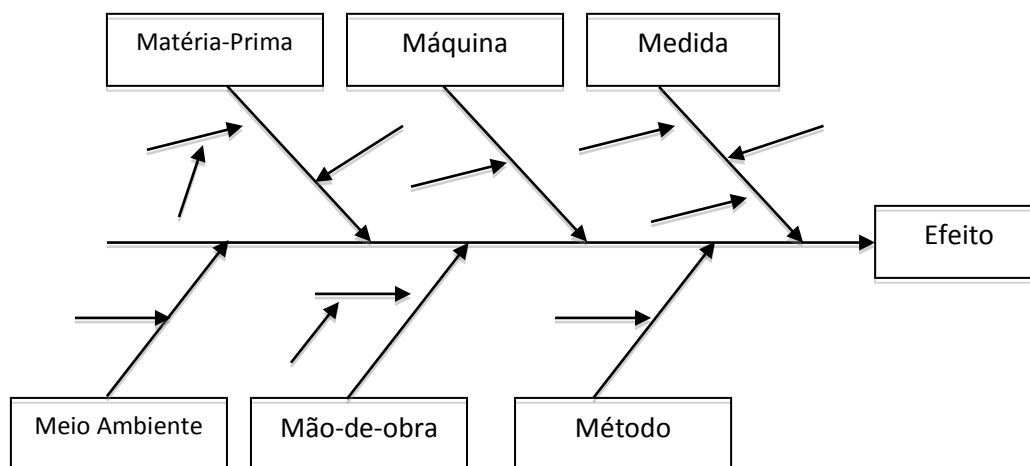 Matéria-Prima
Máquina
Medida
Efeito
Meio Ambiente
Mão-de-obra
Método